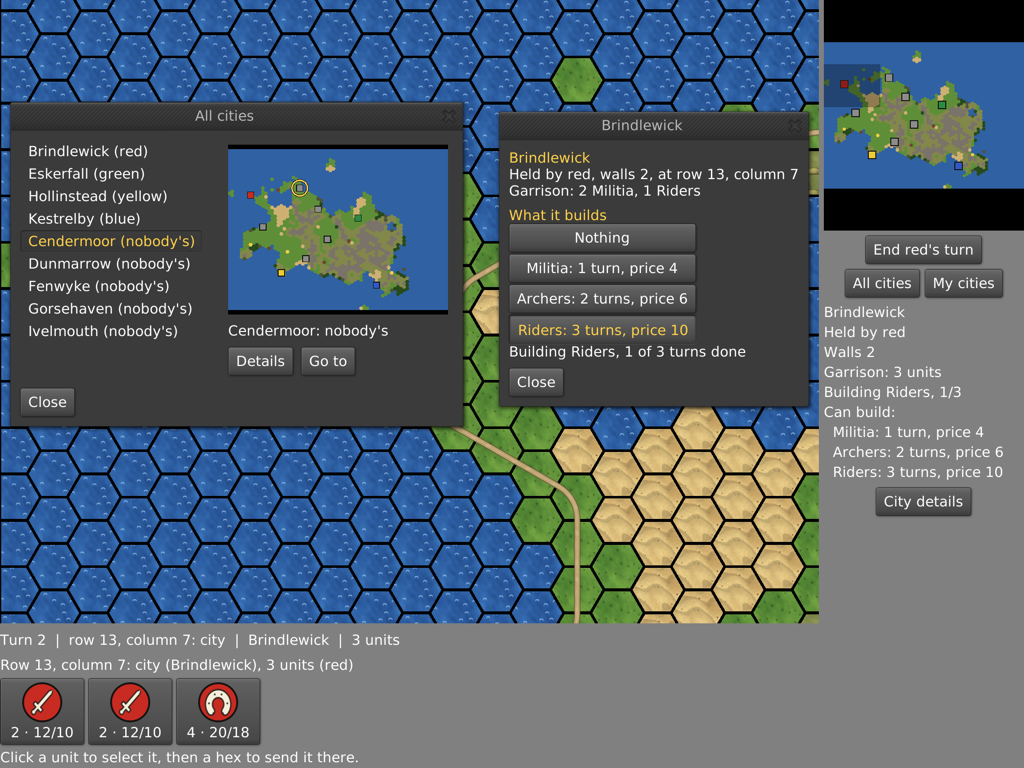 All cities
Brindlewick (red)
Eskerfall (green)
Hollinstead (yellow)
Kestrelby (blue)
Cendermoor (nobody's)
Dunmarrow (nobody's)
Fenwyke (nobody's)
Gorsehaven (nobody's)
Ivelmouth (nobody's)
Cendermoor: nobody's
Details
Go to
Close
Brindlewick
Brindlewick
Held by red, walls 2, at row 13, column 7
Garrison: 2 Militia, 1 Riders
What it builds
Nothing
Militia: 1 turn, price 4
Archers: 2 turns, price 6
Riders: 3 turns, price 10
Building Riders, 1 of 3 turns done
Close
End red's turn
All cities
My cities
Brindlewick
Held by red
Walls 2
Garrison: 3 units
Building Riders, 1/3
Can build:
Militia: 1 turn, price 4
Archers: 2 turns, price 6
Riders: 3 turns, price 10
City details
Turn 2 | row 13, column 7: city | Brindlewick | 3 units
Row 13, column 7: city (Brindlewick), 3 units (red)
2 · 12/10
2 · 12/10
4 · 20/18
Click a unit to select it, then a hex to send it there.